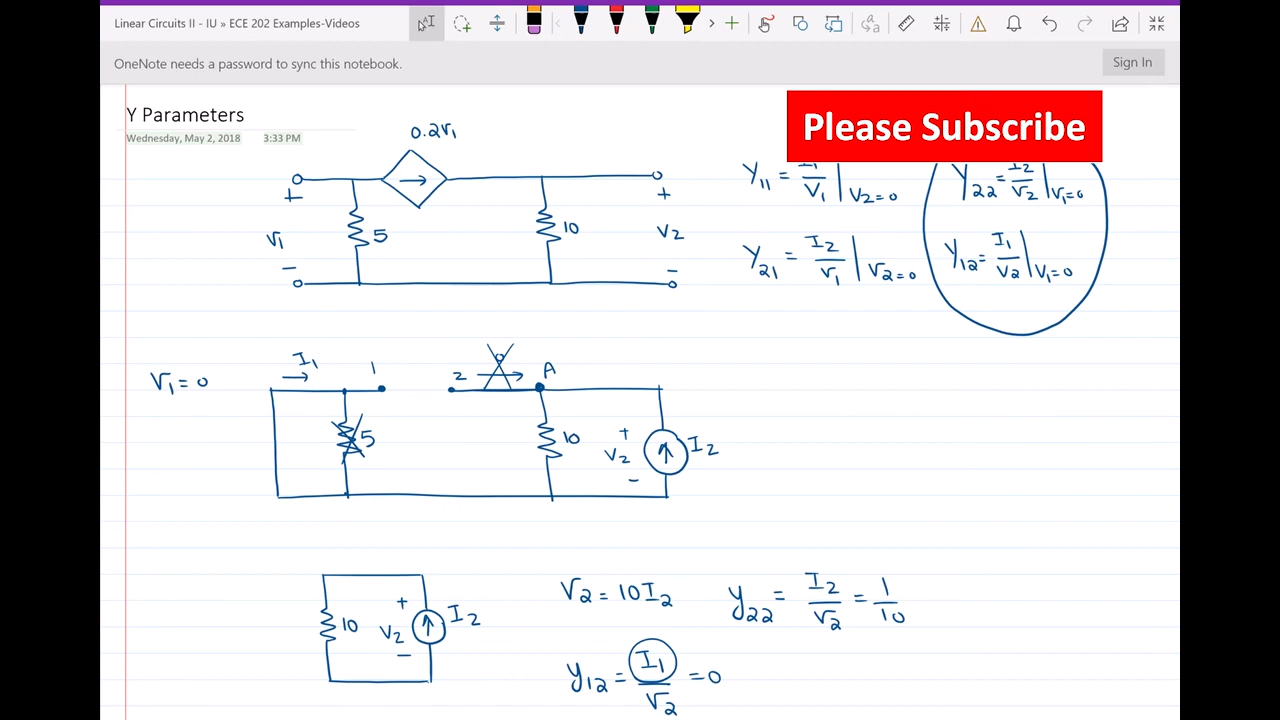 Linear Circuits II - IU » ECE 202 Examples-Videos
OneNote needs a password to sync this notebook.
Sign In
Y Parameters
Wednesday, May 2, 2018 3:33 PM
Please Subscribe
0.2V₁
+
V₁
−
5
10
+
V₂
−
Y₁₁ = I₁/V₁ | V₂=0
Y₂₂ = I₂/V₂ | V₁=0
Y₂₁ = I₂/V₁ | V₂=0
Y₁₂ = I₁/V₂ | V₁=0
V₁ = 0
I₁
1
2
0
A
5
10
+
V₂
−
I₂
10
+
V₂
−
I₂
V₂ = 10I₂
y₂₂ = I₂/V₂ = 1/10
y₁₂ = I₁/V₂ = 0